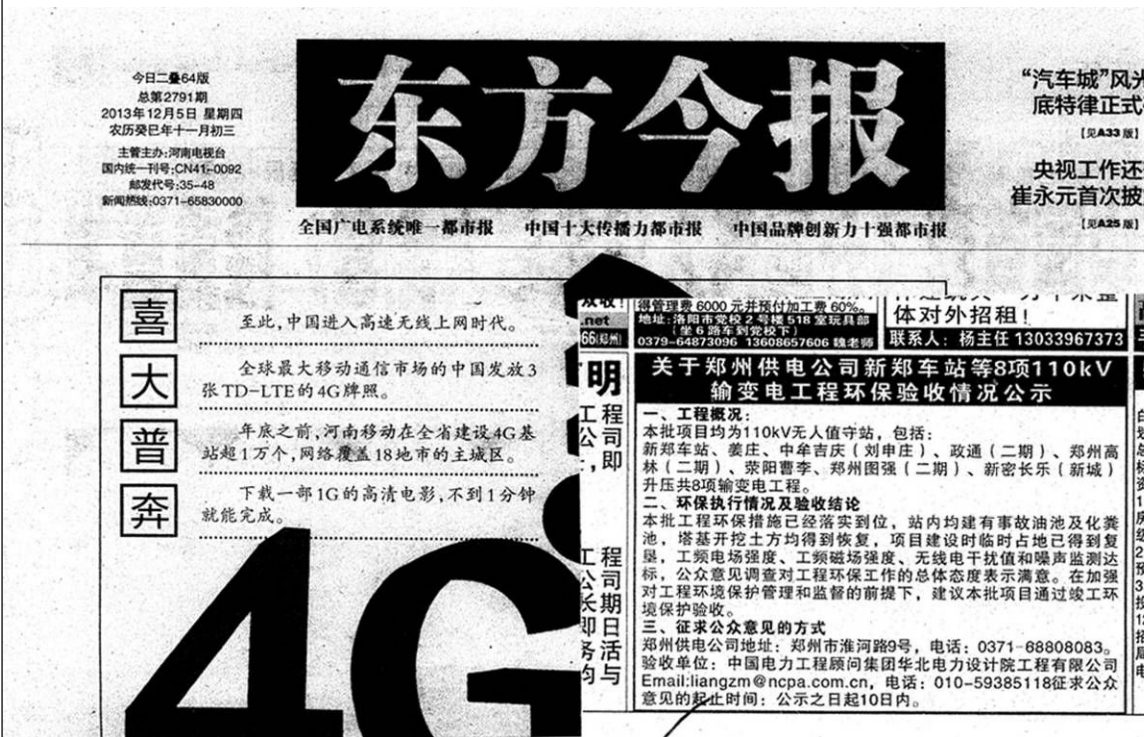 今日二叠64版
总第2791期
2013年12月5日 星期四
农历癸巳年十一月初三
主管主办:河南电视台
国内统一刊号:CN41-0092
邮发代号:35-48
新闻热线:0371-65830000
东方今报
全国广电系统唯一都市报 中国十大传播力都市报 中国品牌创新力十强都市报
“汽车城”风光
底特律正式
【见A33版】
央视工作还
崔永元首次披
【见A25版】
喜大普奔
至此,中国进入高速无线上网时代。
全球最大移动通信市场的中国发放3
张TD-LTE的4G牌照。
年底之前,河南移动在全省建设4G基
站超1万个,网络覆盖18地市的主城区。
下载一部1G的高清电影,不到1分钟
就能完成。
4G
.net
66(郑州)
明
工程
公司
,即
工程
公司
长期
即日
务活
均与
得管理费6000元并预付加工费60%。
地址:洛阳市党校2号楼518室玩具部
(坐6路车到党校下)
0379-64873096 13608657606 魏老师
体对外招租!
联系人:杨主任 13033967373
关于郑州供电公司新郑车站等8项110kV
输变电工程环保验收情况公示
一、工程概况:
本批项目均为110kV无人值守站,包括:
新郑车站、姜庄、中牟吉庆(刘申庄)、政通(二期)、郑州高
林(二期)、荥阳曹李、郑州图强(二期)、新密长乐(新城)
升压共8项输变电工程。
二、环保执行情况及验收结论
本批工程环保措施已经落实到位,站内均建有事故油池及化粪
池,塔基开挖土方均得到恢复,项目建设时临时占地已得到复
垦,工频电场强度、工频磁场强度、无线电干扰值和噪声监测达
标,公众意见调查对工程环保工作的总体态度表示满意。在加强
对工程环境保护管理和监督的前提下,建议本批项目通过竣工环
境保护验收。
三、征求公众意见的方式
郑州供电公司地址:郑州市淮河路9号,电话:0371-68808083。
验收单位:中国电力工程顾问集团华北电力设计院工程有限公司
Email:liangzm@ncpa.com.cn,电话:010-59385118征求公众
意见的起止时间:公示之日起10日内。